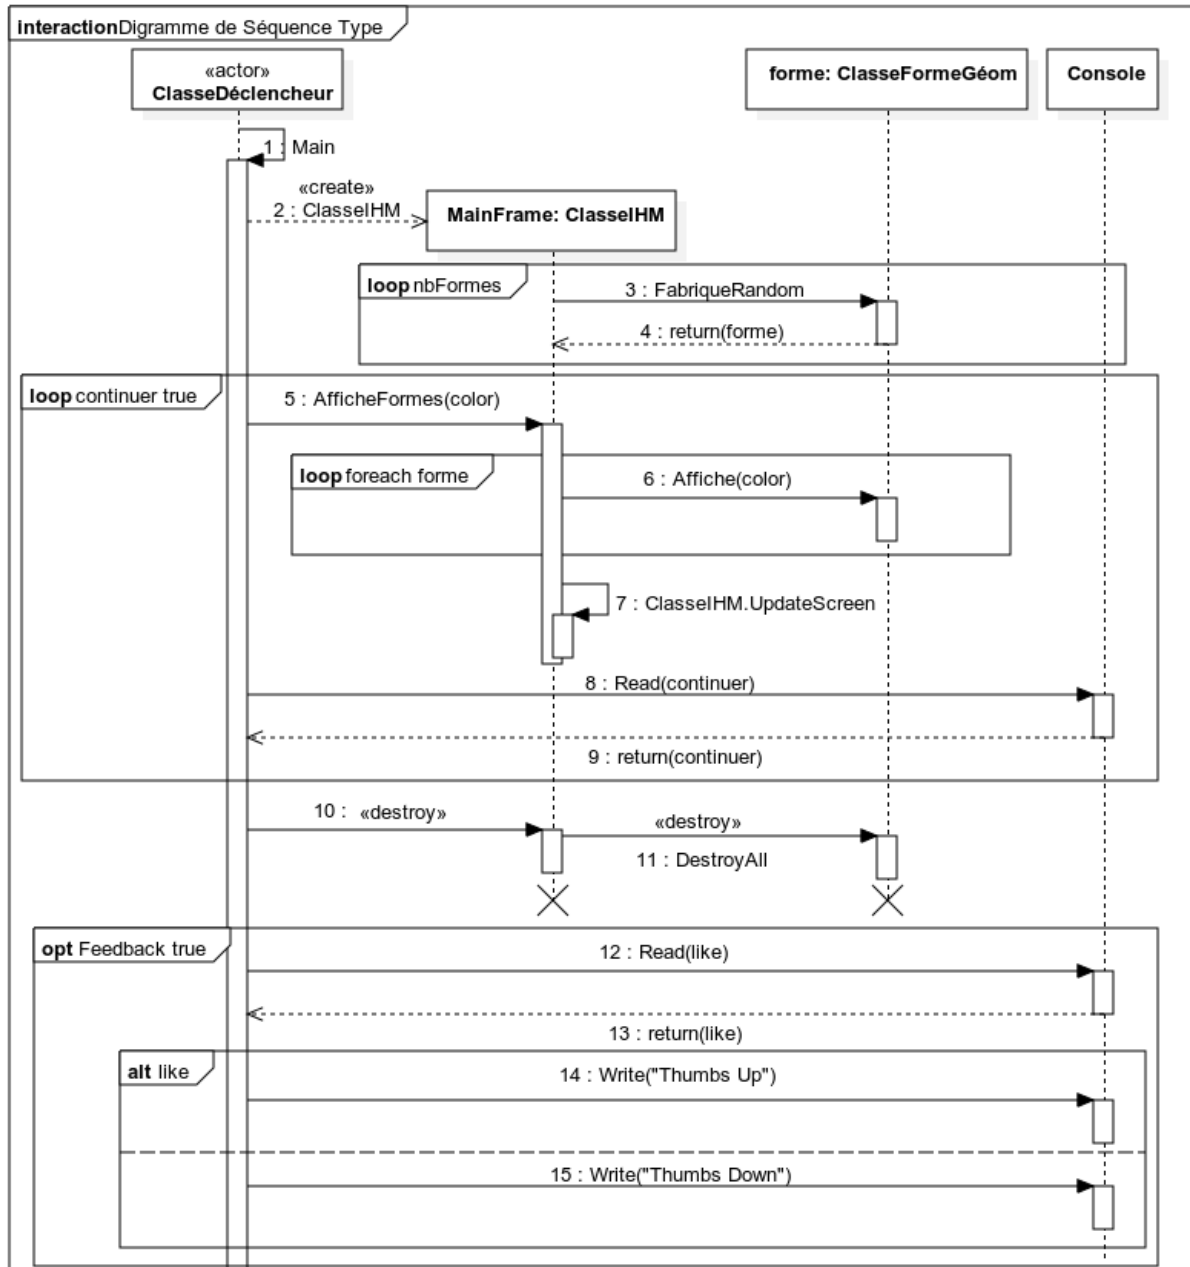 interactionDigramme de Séquence Type
«actor»
ClasseDéclencheur
forme: ClasseFormeGéom
Console
1 : Main
«create»
2 : ClasseIHM
MainFrame: ClasseIHM
loop nbFormes
3 : FabriqueRandom
4 : return(forme)
loop continuer true
5 : AfficheFormes(color)
loop foreach forme
6 : Affiche(color)
7 : ClasseIHM.UpdateScreen
8 : Read(continuer)
9 : return(continuer)
10 : «destroy»
«destroy»
11 : DestroyAll
opt Feedback true
12 : Read(like)
13 : return(like)
alt like
14 : Write("Thumbs Up")
15 : Write("Thumbs Down")